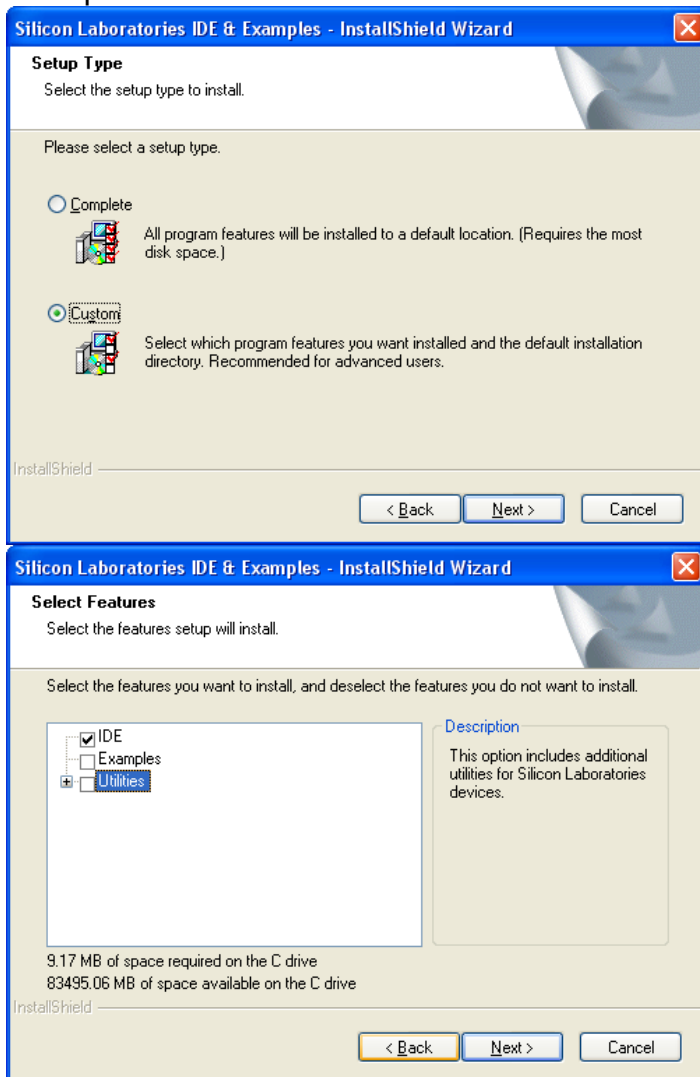 Silicon Laboratories IDE & Examples - InstallShield Wizard
Setup Type
Select the setup type to install.
Please select a setup type.
Complete
All program features will be installed to a default location. (Requires the most
disk space.)
Custom
Select which program features you want installed and the default installation
directory. Recommended for advanced users.
InstallShield
< Back
Next >
Cancel
Silicon Laboratories IDE & Examples - InstallShield Wizard
Select Features
Select the features setup will install.
Select the features you want to install, and deselect the features you do not want to install.
IDE
Examples
Utilities
Description
This option includes additional
utilities for Silicon Laboratories
devices.
9.17 MB of space required on the C drive
83495.06 MB of space available on the C drive
InstallShield
< Back
Next >
Cancel